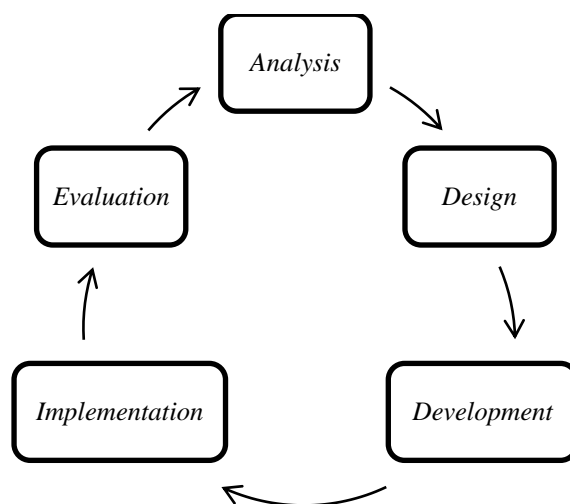 Analysis
Evaluation
Design
Implementation
Development